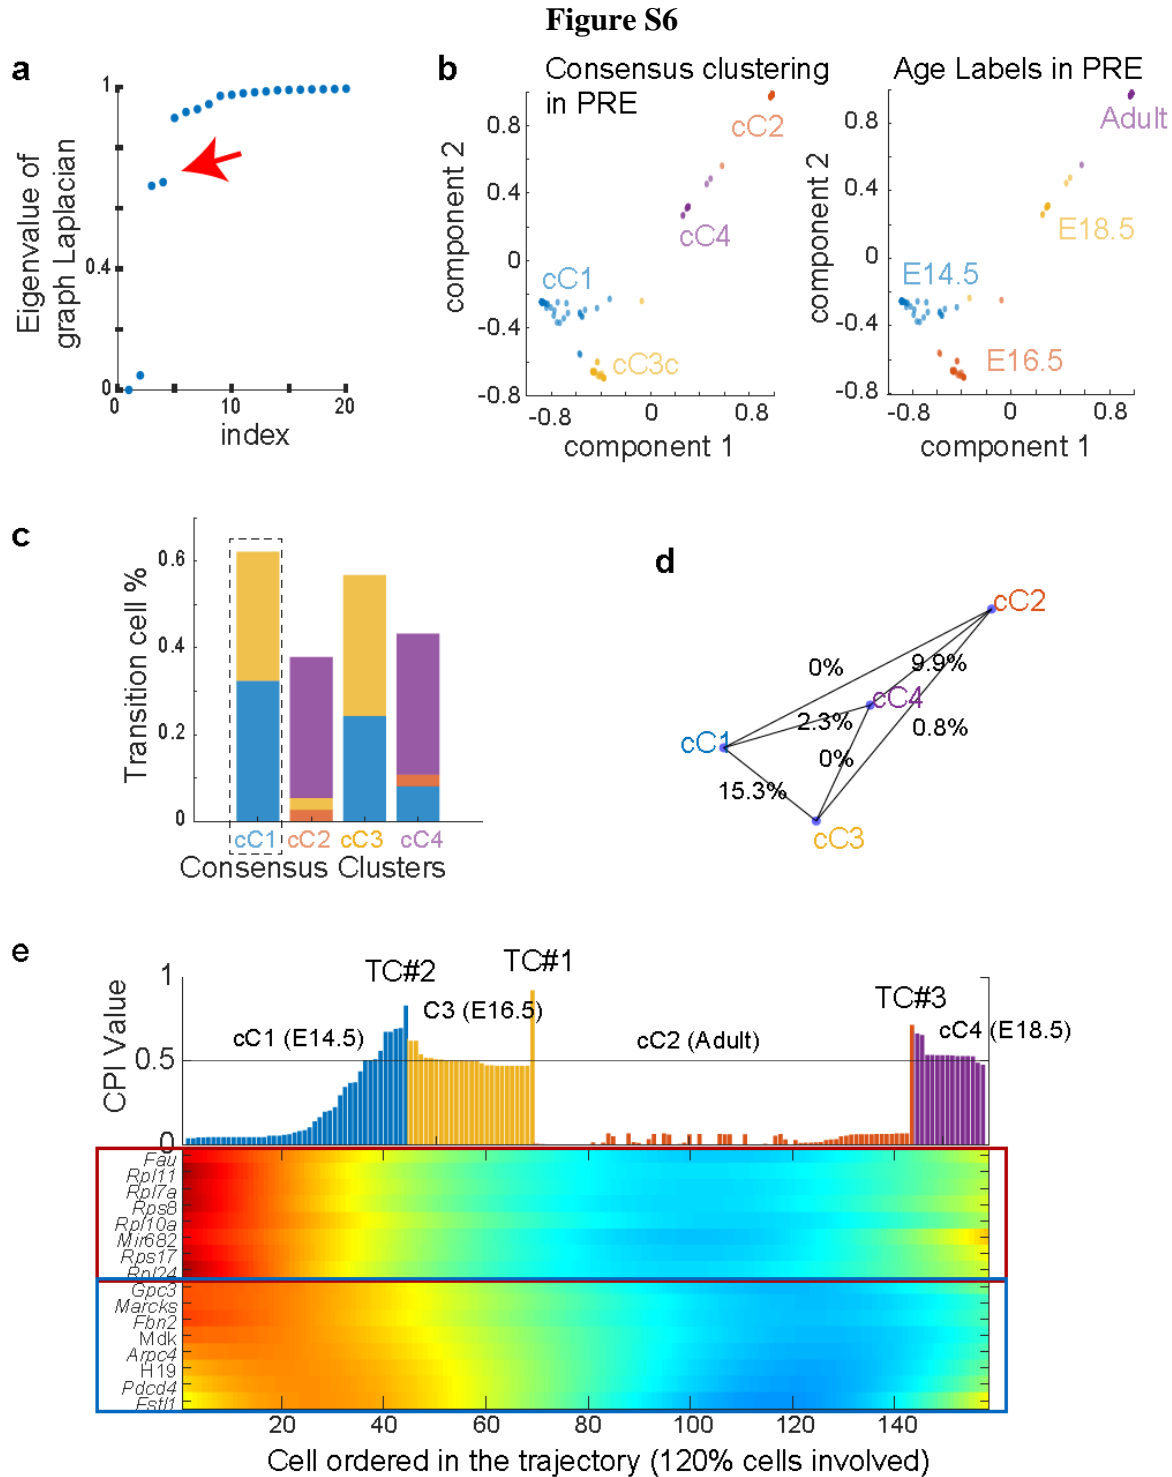 Figure S6
a
1
0.4
0
0
10
20
Eigenvalue of
graph Laplacian
index
b
Consensus clustering
in PRE
0.8
0.4
0
-0.4
-0.8
-0.8
0
0.8
component 2
component 1
cC2
cC4
cC1
cC3c
Age Labels in PRE
0.8
0.4
0
-0.4
-0.8
-0.8
0
0.8
component 2
component 1
Adult
E18.5
E14.5
E16.5
c
0.6
0.4
0.2
0
Transition cell %
cC1 cC2 cC3 cC4
Consensus Clusters
d
cC2
0%
9.9%
cC4
2.3%
0.8%
cC1
0%
15.3%
cC3
e
TC#1
TC#2
1
C3 (E16.5)
TC#3
cC1 (E14.5)
cC2 (Adult)
cC4 (E18.5)
0.5
0
CPI Value
Fau
Rpl11
Rpl7a
Rps8
Rpl10a
Mir682
Rps17
Rpl24
Gpc3
Marcks
Fbn2
Mdk
Arpc4
H19
Pdcd4
Fstl1
20 40 60 80 100 120 140
Cell ordered in the trajectory (120% cells involved)